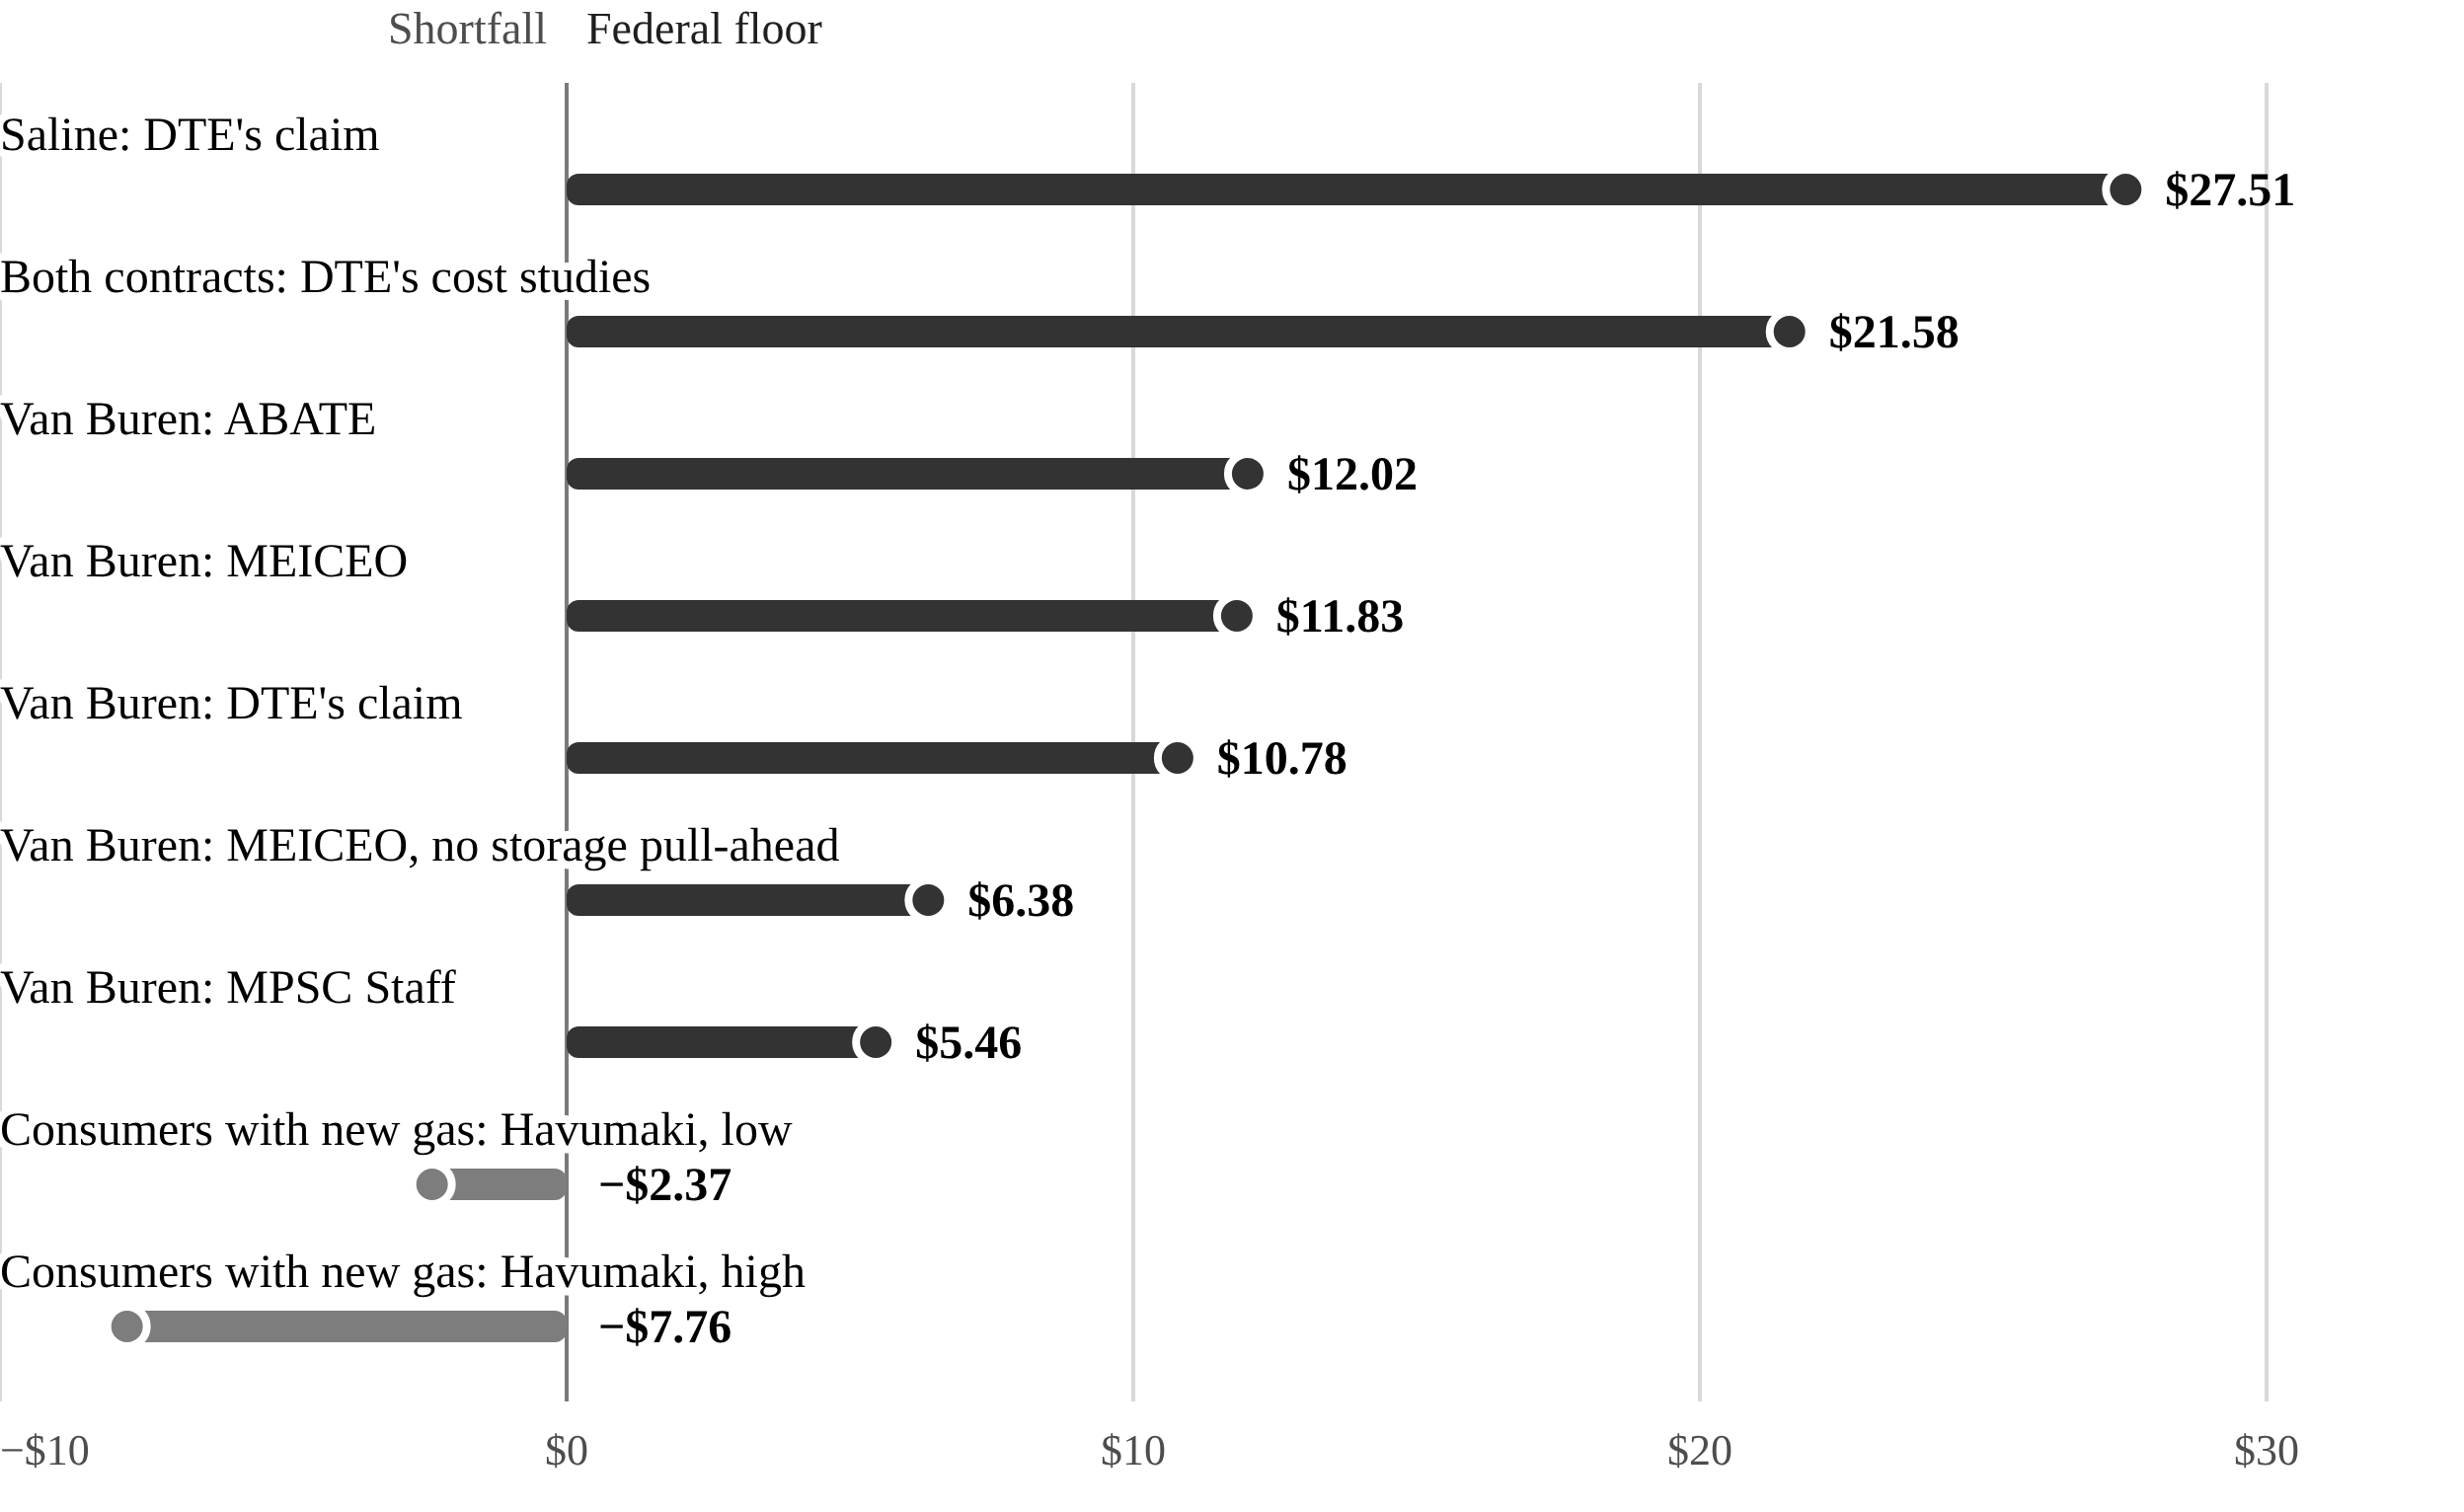 Shortfall Federal floor
Saline: DTE's claim
$27.51
Both contracts: DTE's cost studies
$21.58
Van Buren: ABATE
$12.02
Van Buren: MEICEO
$11.83
Van Buren: DTE's claim
$10.78
Van Buren: MEICEO, no storage pull-ahead
$6.38
Van Buren: MPSC Staff
$5.46
Consumers with new gas: Havumaki, low
−$2.37
Consumers with new gas: Havumaki, high
−$7.76
−$10 $0 $10 $20 $30